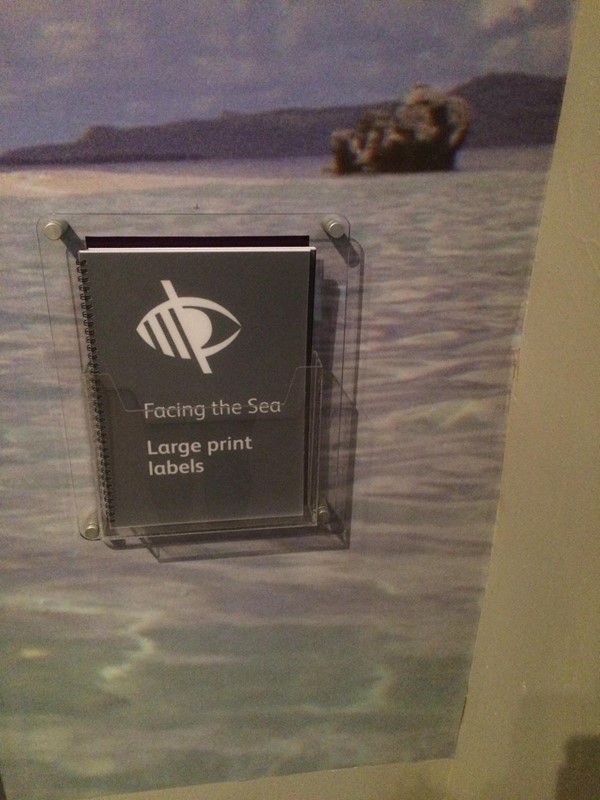 Facing the Sea
Large print
labels